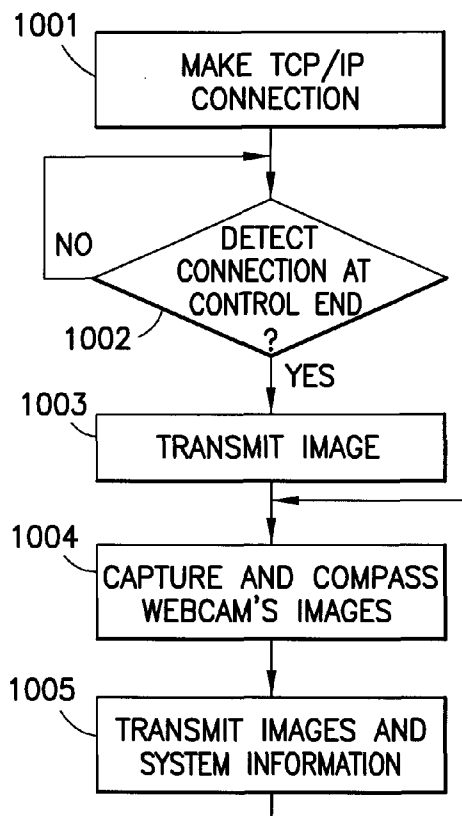 1001
MAKE TCP/IP
CONNECTION
NO
DETECT
CONNECTION AT
CONTROL END
?
1002
YES
1003
TRANSMIT IMAGE
1004
CAPTURE AND COMPASS
WEBCAM'S IMAGES
1005
TRANSMIT IMAGES AND
SYSTEM INFORMATION